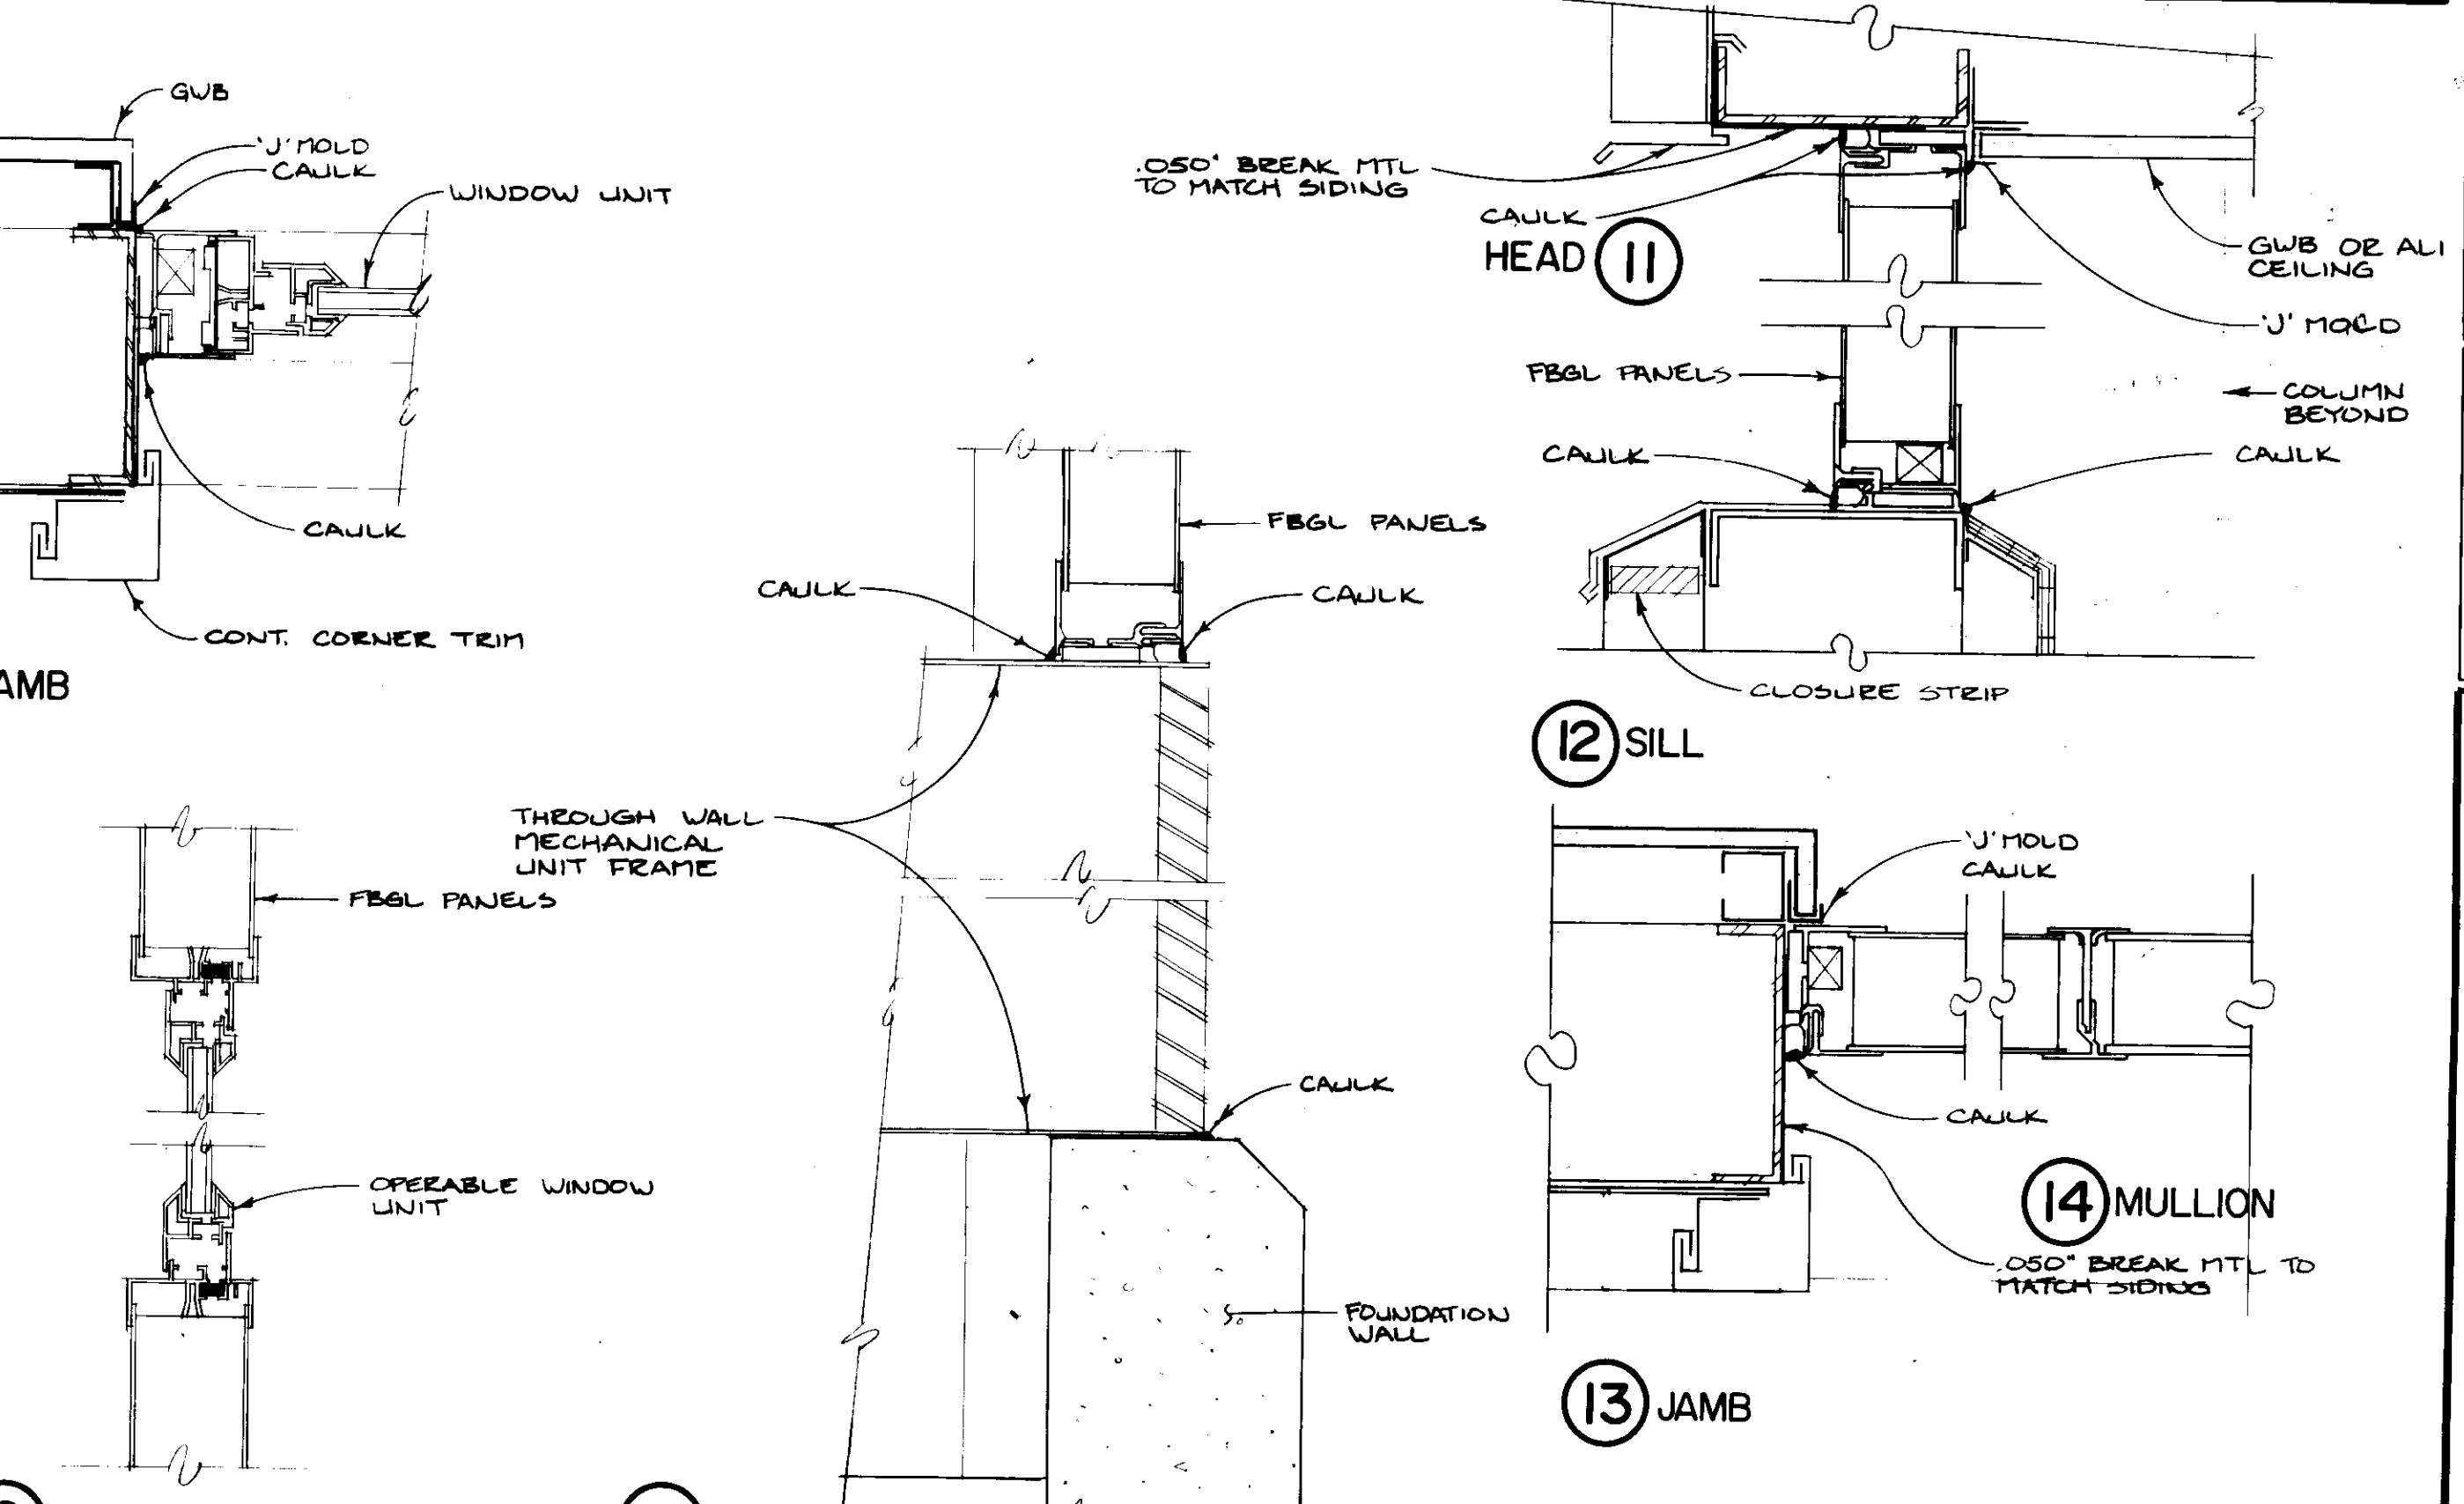 GWB
'J' MOLD
CAULK
WINDOW UNIT
CAULK
CONT. CORNER TRIM
AMB
FBGL PANELS
OPERABLE WINDOW
UNIT
FBGL PANELS
CAULK
CAULK
THROUGH WALL
MECHANICAL
UNIT FRAME
CAULK
FOUNDATION
WALL
.050" BREAK MTL
TO MATCH SIDING
CAULK
HEAD 11
GWB OR ALI
CEILING
'J' MOLD
FBGL PANELS
COLUMN
BEYOND
CAULK
CAULK
CLOSURE STRIP
12 SILL
'J' MOLD
CAULK
CAULK
14 MULLION
.050" BREAK MTL TO
MATCH SIDING
13 JAMB